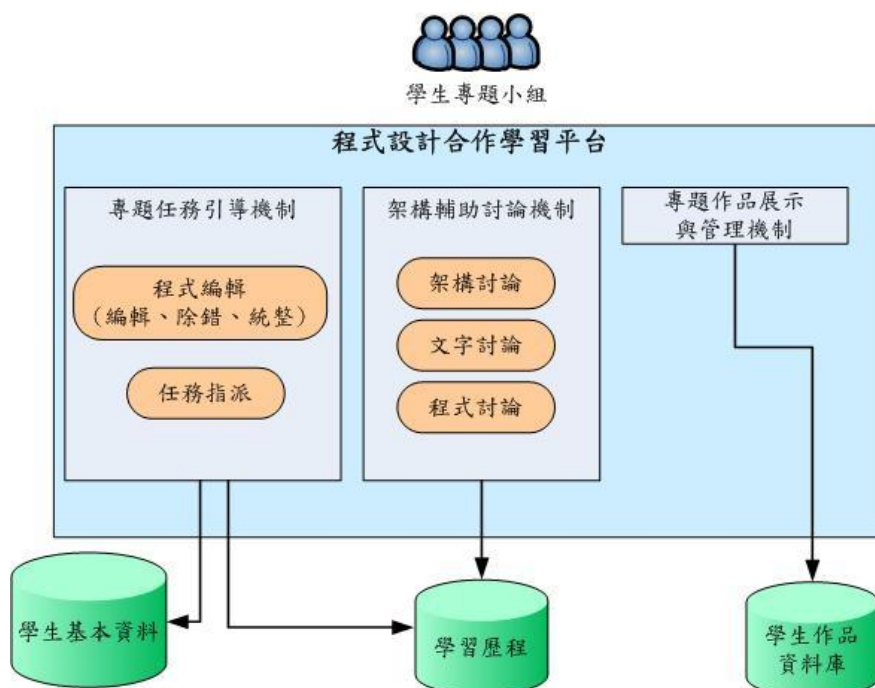 學生專題小組
程式設計合作學習平台
專題任務引導機制
程式編輯
(編輯、除錯、統整)
任務指派
架構輔助討論機制
架構討論
文字討論
程式討論
專題作品展示
與管理機制
學生基本資料
學習歷程
學生作品
資料庫